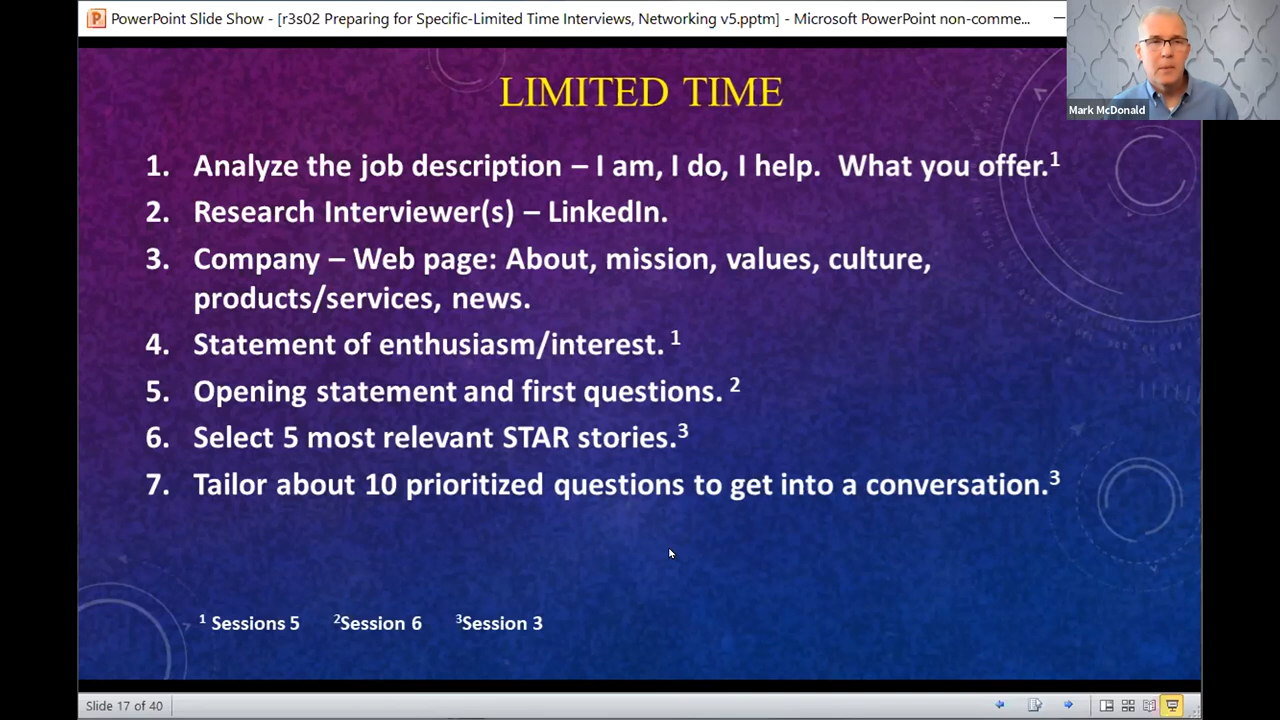 PowerPoint Slide Show - [r3s02 Preparing for Specific-Limited Time Interviews, Networking v5.pptm] - Microsoft PowerPoint non-comme...
Mark McDonald
LIMITED TIME
1. Analyze the job description – I am, I do, I help. What you offer.¹
2. Research Interviewer(s) – LinkedIn.
3. Company – Web page: About, mission, values, culture,
products/services, news.
4. Statement of enthusiasm/interest. ¹
5. Opening statement and first questions. ²
6. Select 5 most relevant STAR stories.³
7. Tailor about 10 prioritized questions to get into a conversation.³
¹ Sessions 5 ²Session 6 ³Session 3
Slide 17 of 40